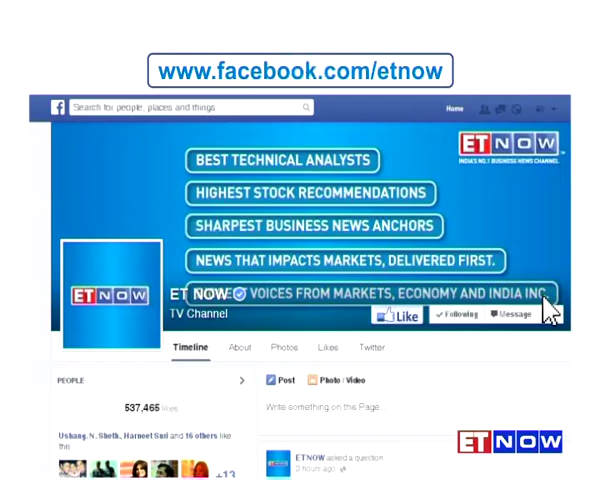 www.facebook.com/etnow
Search for people, places and things
Home
ET NOW
INDIA'S NO.1 BUSINESS NEWS CHANNEL
BEST TECHNICAL ANALYSTS
HIGHEST STOCK RECOMMENDATIONS
SHARPEST BUSINESS NEWS ANCHORS
NEWS THAT IMPACTS MARKETS, DELIVERED FIRST.
VOICES FROM MARKETS, ECONOMY AND INDIA INC.
ET NOW
ET NOW
TV Channel
Like
Following
Message
Timeline About Photos Likes Twitter
PEOPLE
537,465 likes
Ushang. N. Sheth, Harneet Suri and 16 others like
this
+13
Post Photo / Video
Write something on this Page
ETNOW asked a question
2 hours ago
ET NOW
ET NOW